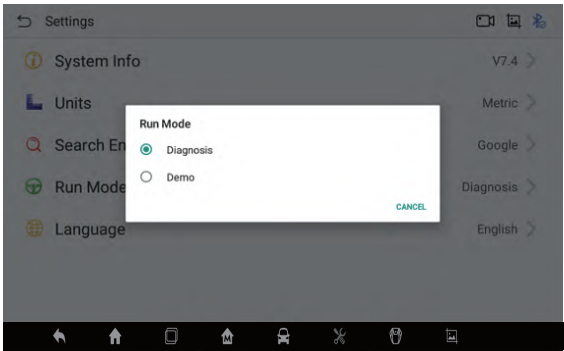 Settings
System Info V7.4
Units Metric
Run Mode
Search En Google
Diagnosis
Demo
Run Mode Diagnosis
CANCEL
Language English
M